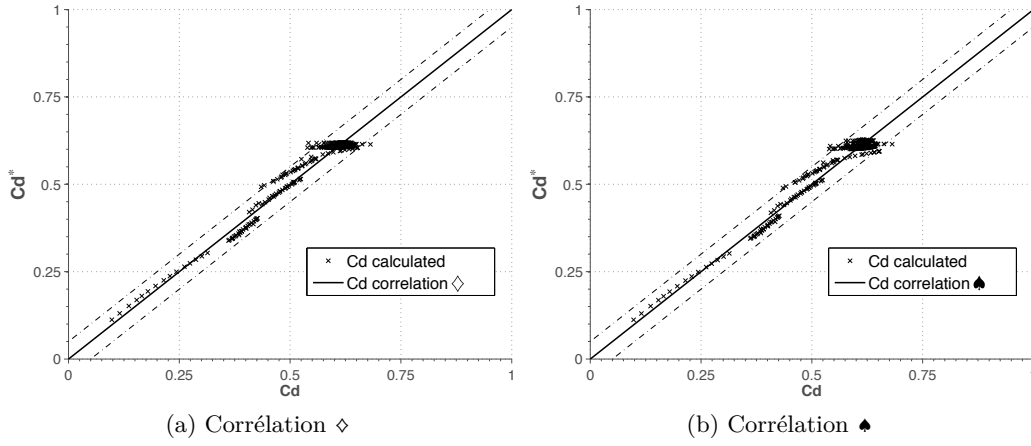 1
0.75
0.5
0.25
0
Cd*
0
0.25
0.5
0.75
1
Cd
Cd calculated
Cd correlation ◇
(a) Corrélation ⋄
1
0.75
0.5
0.25
0
Cd*
0
0.25
0.5
0.75
1
Cd
Cd calculated
Cd correlation ♠
(b) Corrélation ♠